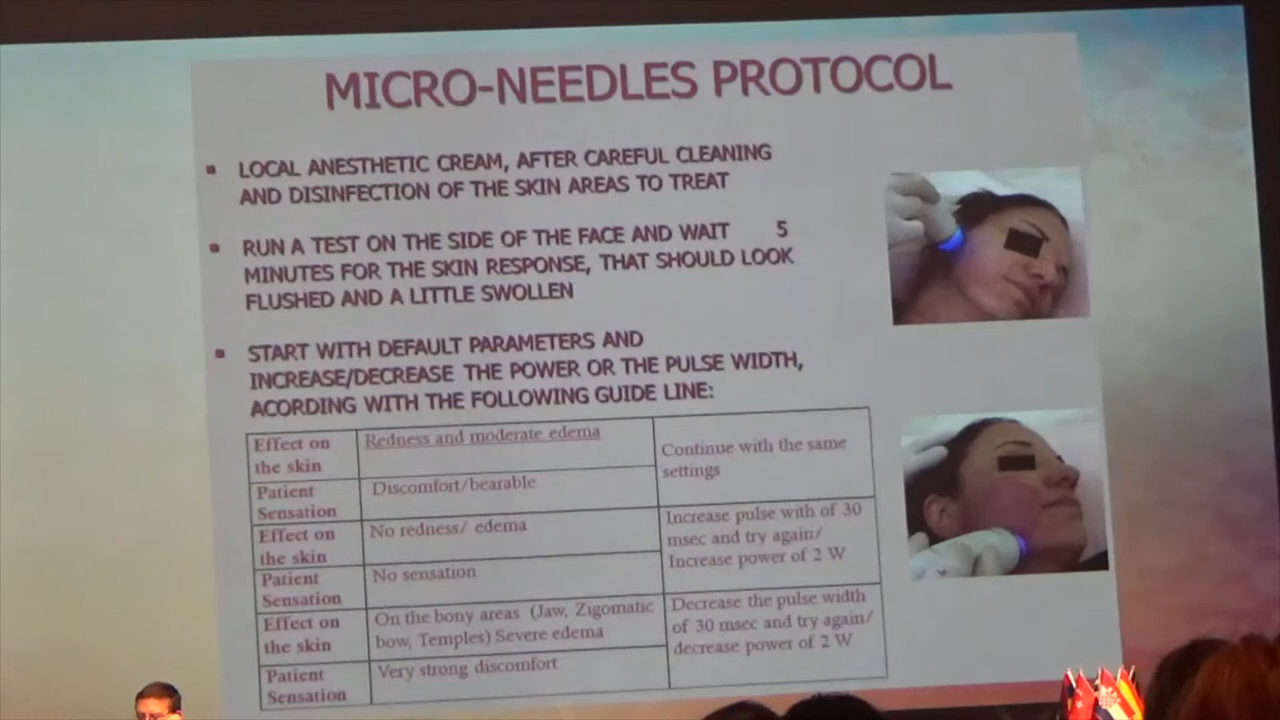 MICRO-NEEDLES PROTOCOL
LOCAL ANESTHETIC CREAM, AFTER CAREFUL CLEANING
AND DISINFECTION OF THE SKIN AREAS TO TREAT
RUN A TEST ON THE SIDE OF THE FACE AND WAIT 5
MINUTES FOR THE SKIN RESPONSE, THAT SHOULD LOOK
FLUSHED AND A LITTLE SWOLLEN
START WITH DEFAULT PARAMETERS AND
INCREASE/DECREASE THE POWER OR THE PULSE WIDTH,
ACORDING WITH THE FOLLOWING GUIDE LINE:
Effect on
the skin
Redness and moderate edema
Continue with the same
settings
Patient
Sensation
Discomfort/bearable
Effect on
the skin
No redness/ edema
Increase pulse with of 30
msec and try again/
Increase power of 2 W
Patient
Sensation
No sensation
Effect on
the skin
On the bony areas (Jaw, Zigomatic
bow, Temples) Severe edema
Decrease the pulse width
of 30 msec and try again/
decrease power of 2 W
Patient
Sensation
Very strong discomfort